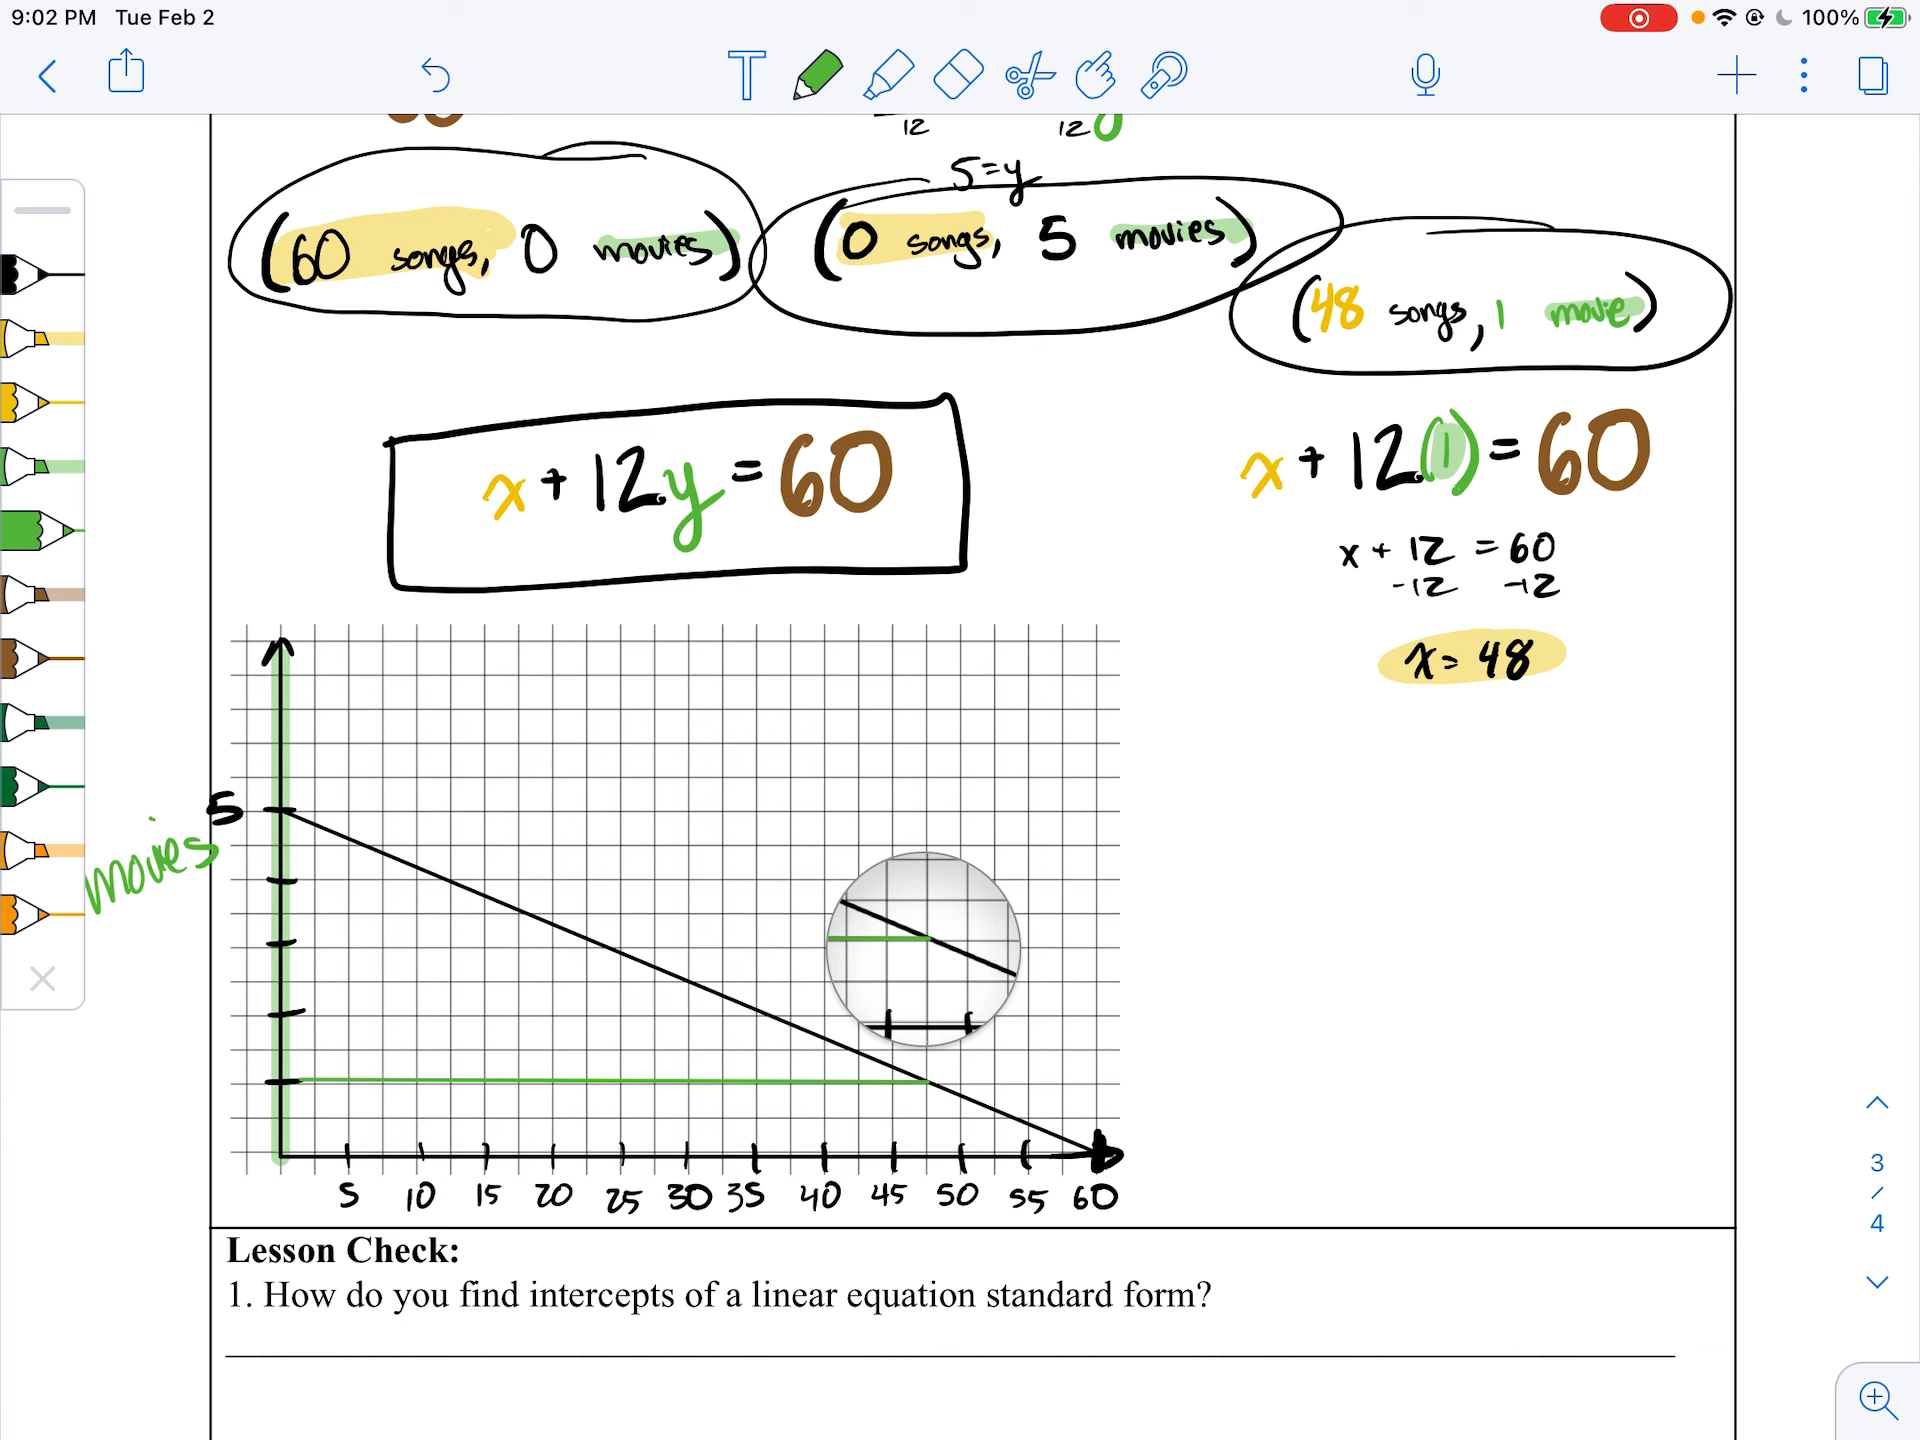 9:02 PM Tue Feb 2
100%
T
12 12y
5=y
(60 songs, 0 movies)
(0 songs, 5 movies)
(48 songs, 1 movie)
x + 12y = 60
x + 12(1) = 60
x + 12 = 60
-12 -12
x = 48
5
movies
5 10 15 20 25 30 35 40 45 50 55 60
3
/
4
Lesson Check:
1. How do you find intercepts of a linear equation standard form?